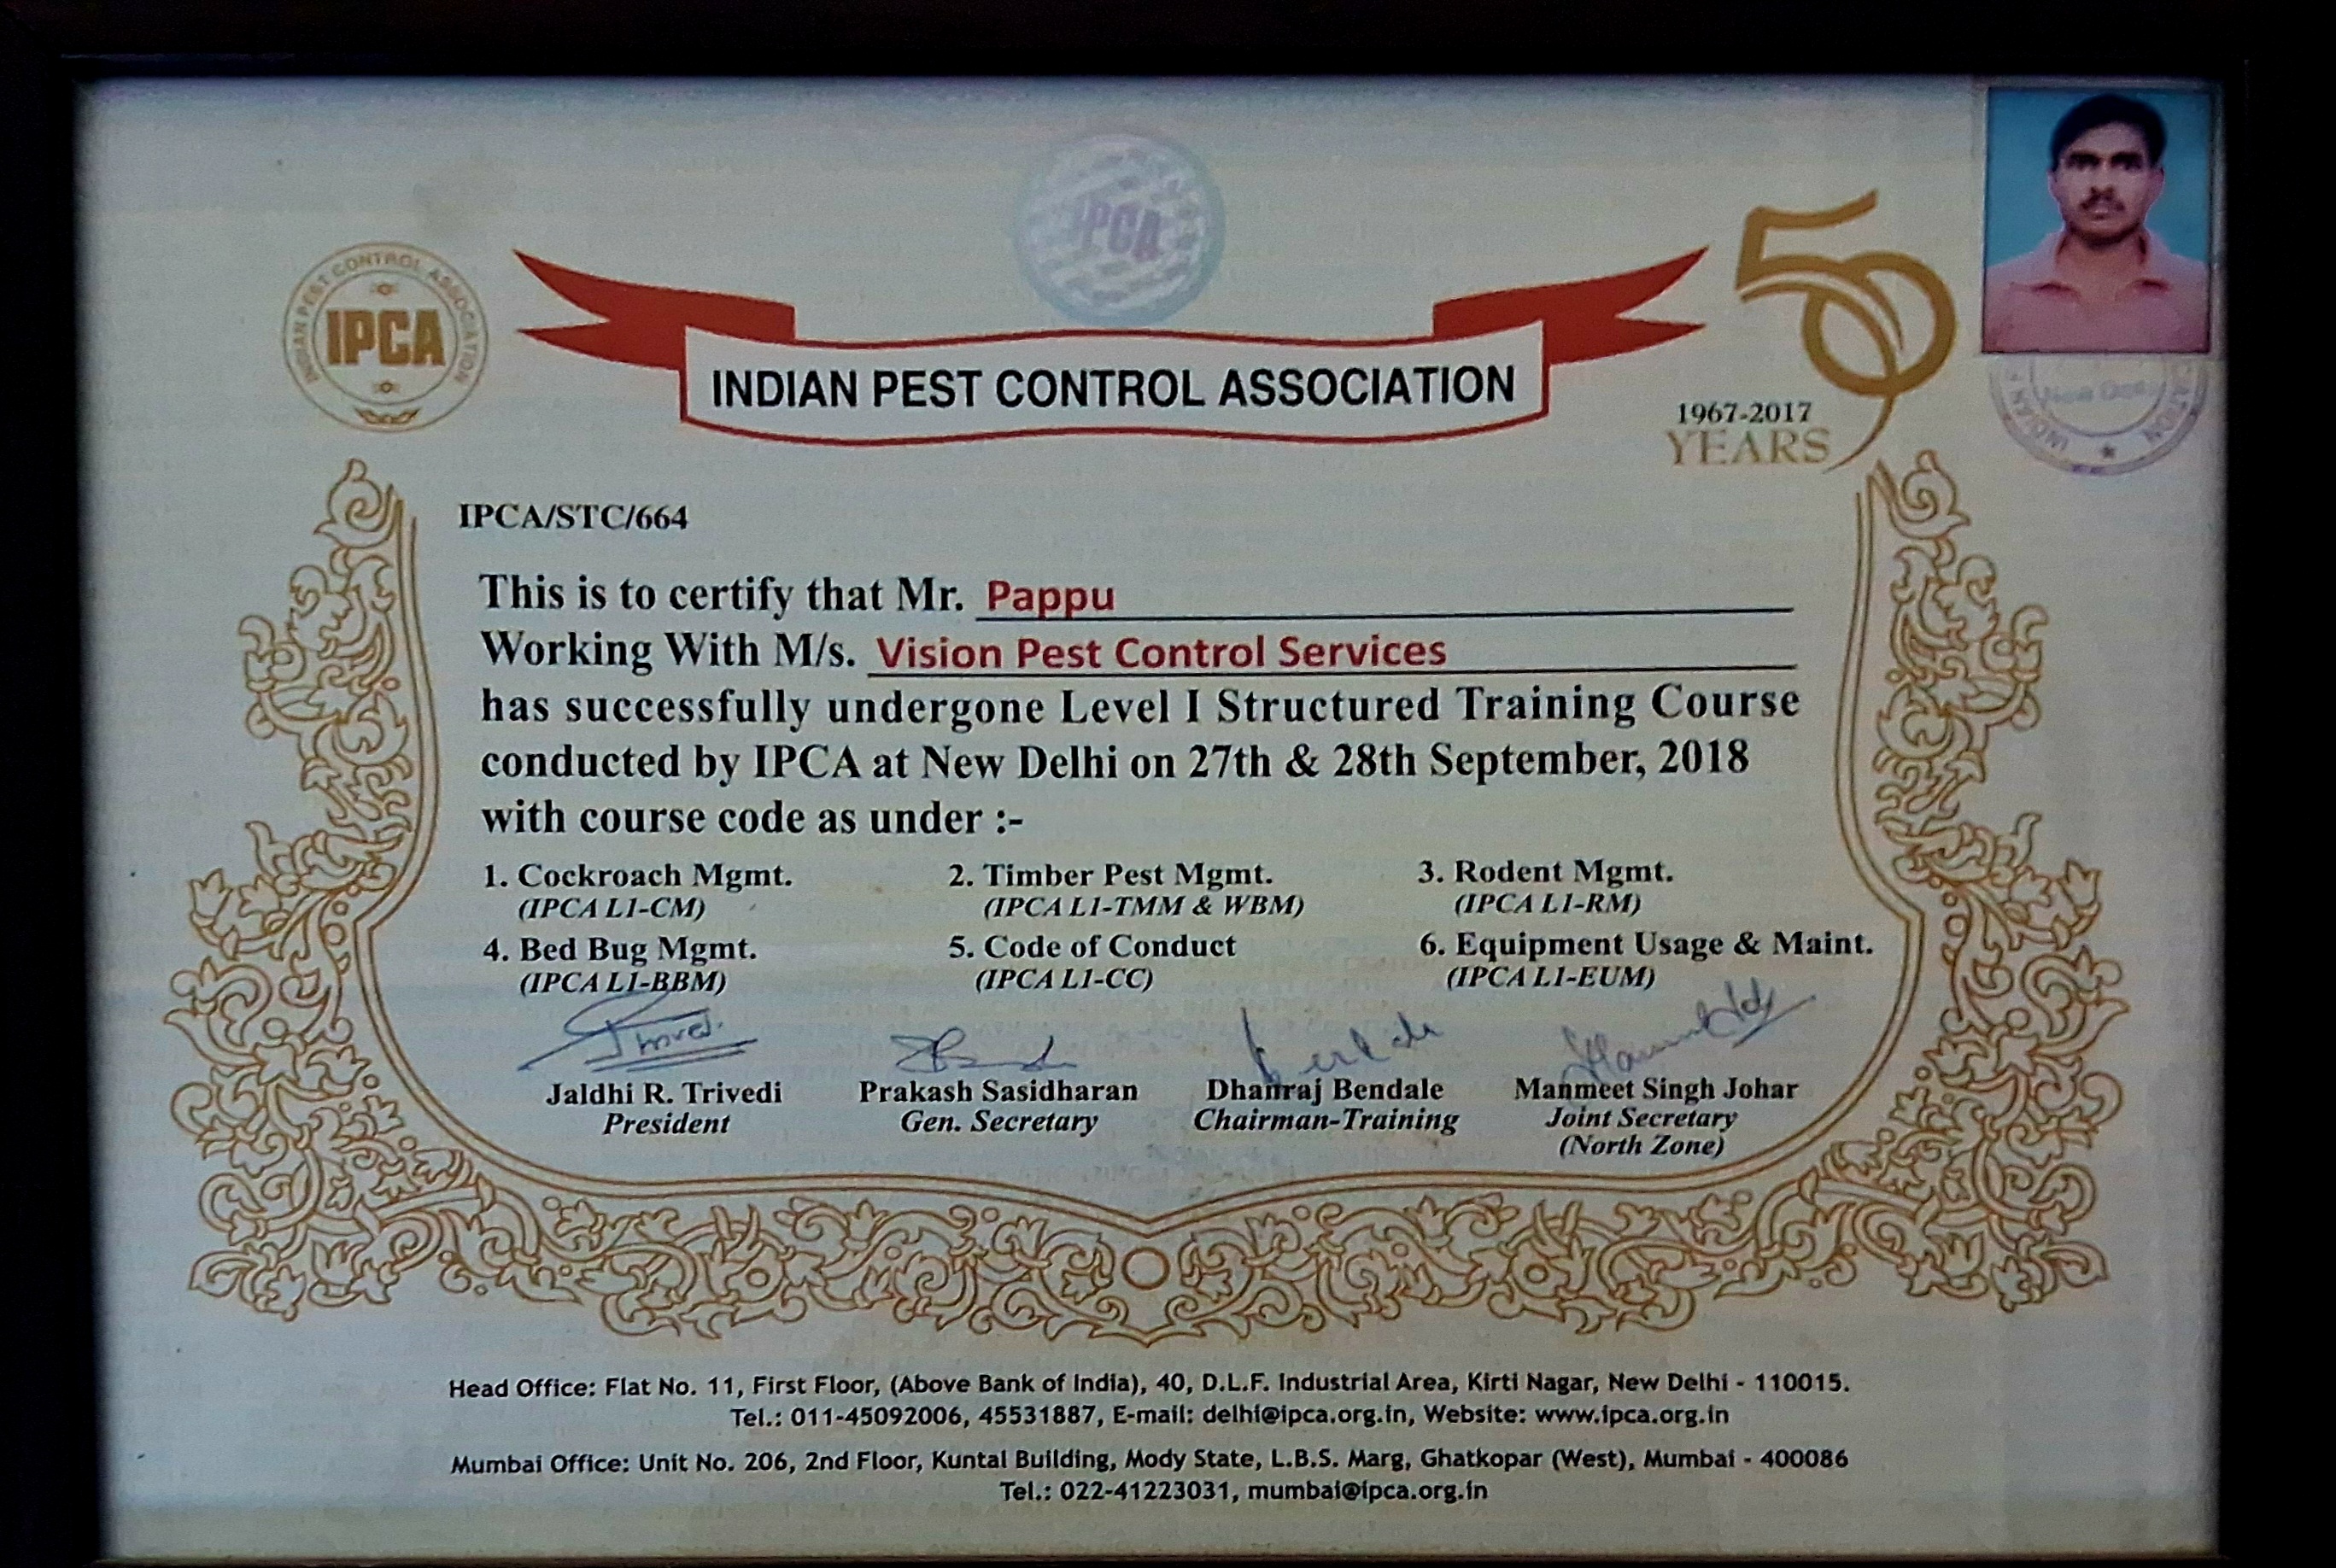 IPCA
INDIAN PEST CONTROL ASSOCIATION
IPCA
INDIAN PEST CONTROL ASSOCIATION
50
1967-2017
YEARS
INDIAN
IPCA/STC/664
This is to certify that Mr. Pappu
Working With M/s. Vision Pest Control Services
has successfully undergone Level I Structured Training Course
conducted by IPCA at New Delhi on 27th & 28th September, 2018
with course code as under :-
1. Cockroach Mgmt. 2. Timber Pest Mgmt. 3. Rodent Mgmt.
(IPCA L1-CM) (IPCA L1-TMM & WBM) (IPCA L1-RM)
4. Bed Bug Mgmt. 5. Code of Conduct 6. Equipment Usage & Maint.
(IPCA L1-BBM) (IPCA L1-CC) (IPCA L1-EUM)
Jaldhi R. Trivedi Prakash Sasidharan Dhanraj Bendale Manmeet Singh Johar
President Gen. Secretary Chairman-Training Joint Secretary
(North Zone)
Head Office: Flat No. 11, First Floor, (Above Bank of India), 40, D.L.F. Industrial Area, Kirti Nagar, New Delhi - 110015.
Tel.: 011-45092006, 45531887, E-mail: delhi@ipca.org.in, Website: www.ipca.org.in
Mumbai Office: Unit No. 206, 2nd Floor, Kuntal Building, Mody State, L.B.S. Marg, Ghatkopar (West), Mumbai - 400086
Tel.: 022-41223031, mumbai@ipca.org.in